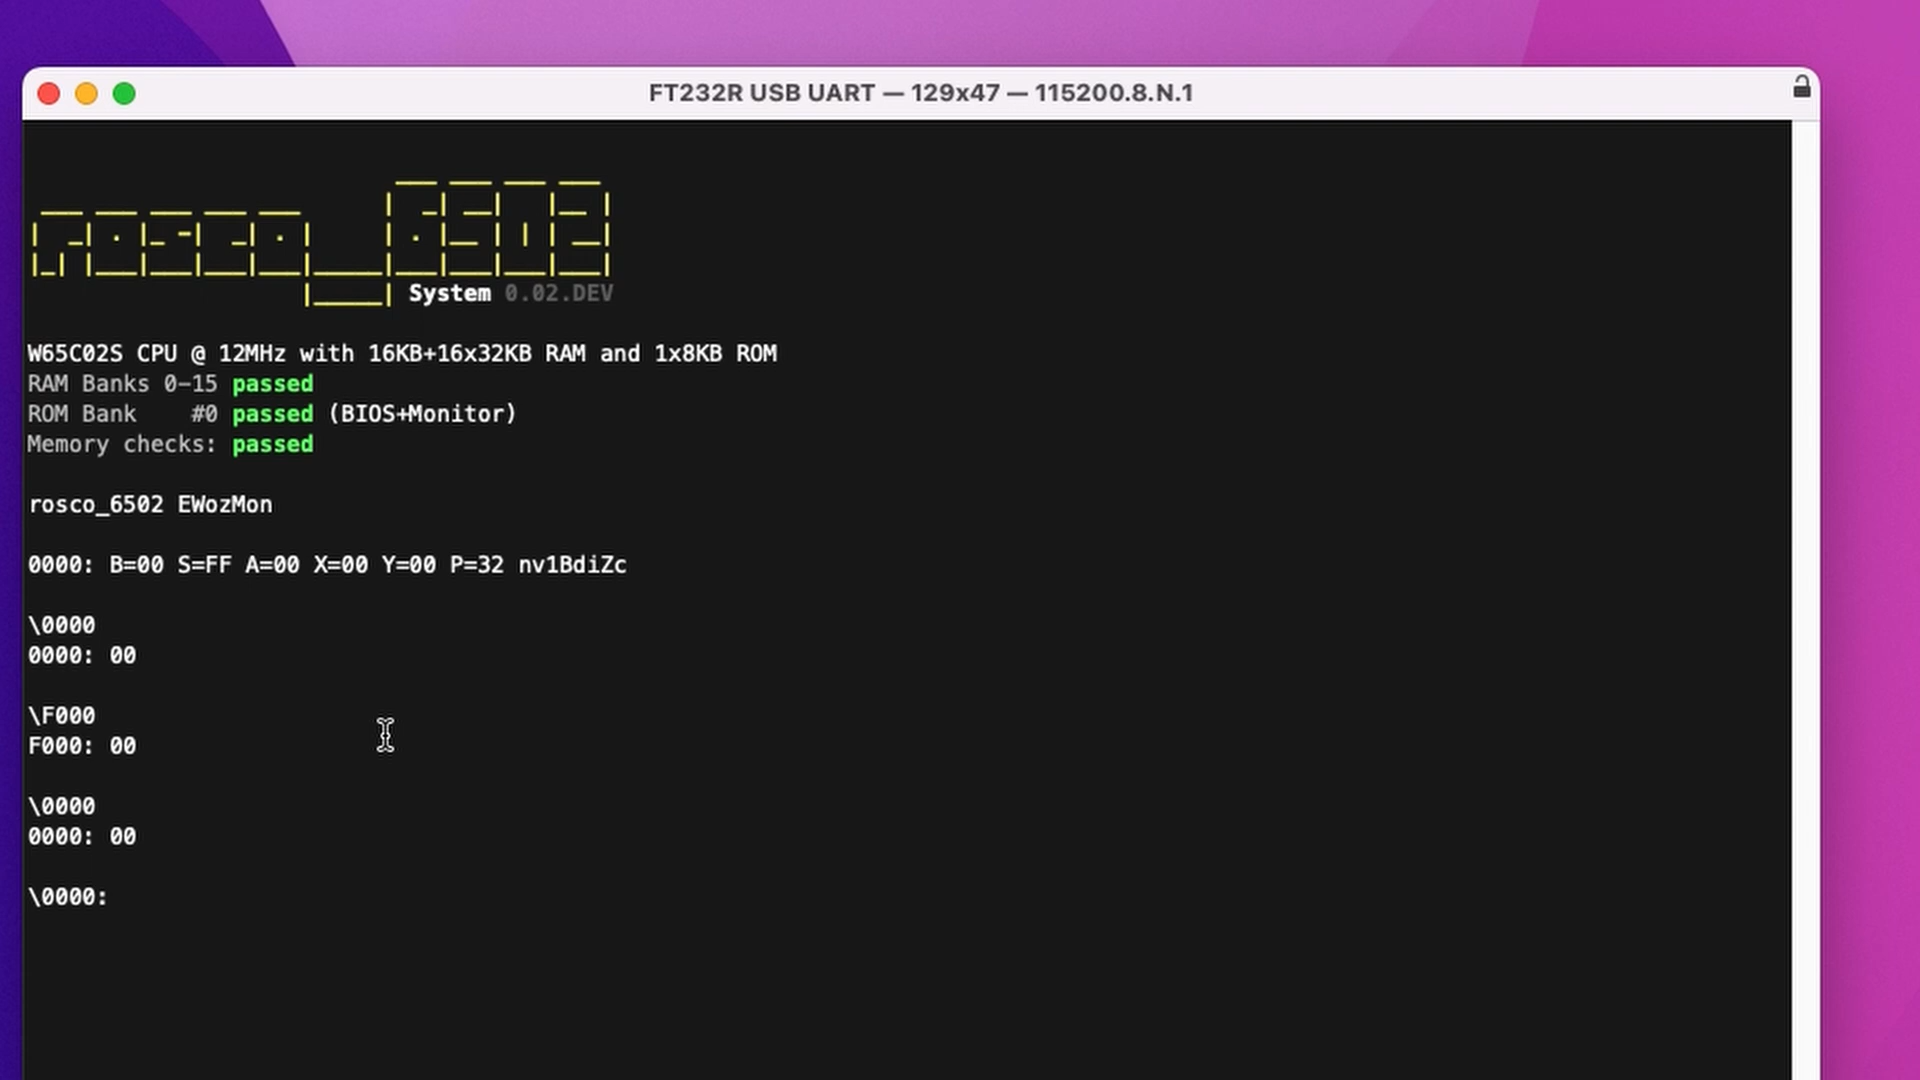 FT232R USB UART — 129x47 — 115200.8.N.1
rosco_6502
System 0.02.DEV
W65C02S CPU @ 12MHz with 16KB+16x32KB RAM and 1x8KB ROM
RAM Banks 0-15 passed
ROM Bank    #0 passed (BIOS+Monitor)
Memory checks: passed
rosco_6502 EWozMon
0000: B=00 S=FF A=00 X=00 Y=00 P=32 nv1BdiZc
\0000
0000: 00
\F000
F000: 00
\0000
0000: 00
\0000: